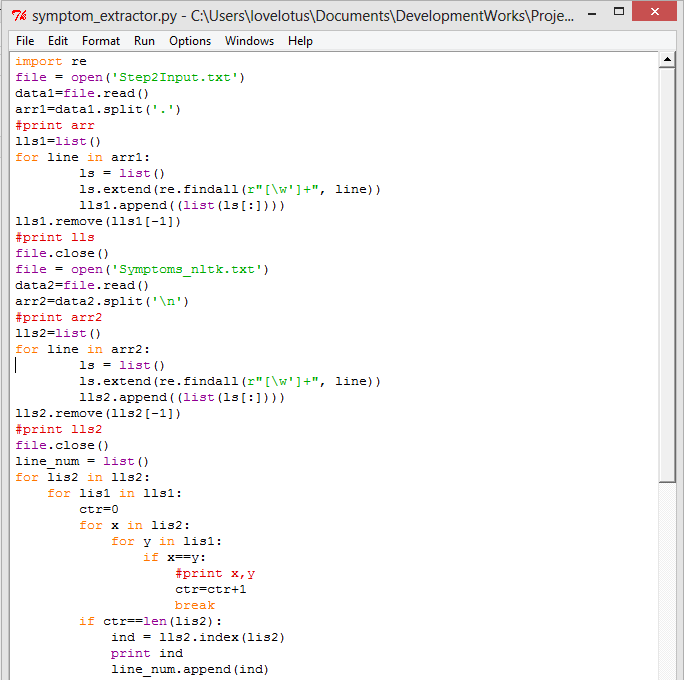 symptom_extractor.py - C:\Users\lovelotus\Documents\DevelopmentWorks\Proje...
File Edit Format Run Options Windows Help
import re
file = open('Step2Input.txt')
data1=file.read()
arr1=data1.split('.')
#print arr
lls1=list()
for line in arr1:
        ls = list()
        ls.extend(re.findall(r"[\w']+", line))
        lls1.append((list(ls[:])))
lls1.remove(lls1[-1])
#print lls
file.close()
file = open('Symptoms_nltk.txt')
data2=file.read()
arr2=data2.split('\n')
#print arr2
lls2=list()
for line in arr2:
        ls = list()
        ls.extend(re.findall(r"[\w']+", line))
        lls2.append((list(ls[:])))
lls2.remove(lls2[-1])
#print lls2
file.close()
line_num = list()
for lis2 in lls2:
    for lis1 in lls1:
        ctr=0
        for x in lis2:
            for y in lis1:
                if x==y:
                    #print x,y
                    ctr=ctr+1
                    break
        if ctr==len(lis2):
            ind = lls2.index(lis2)
            print ind
            line_num.append(ind)